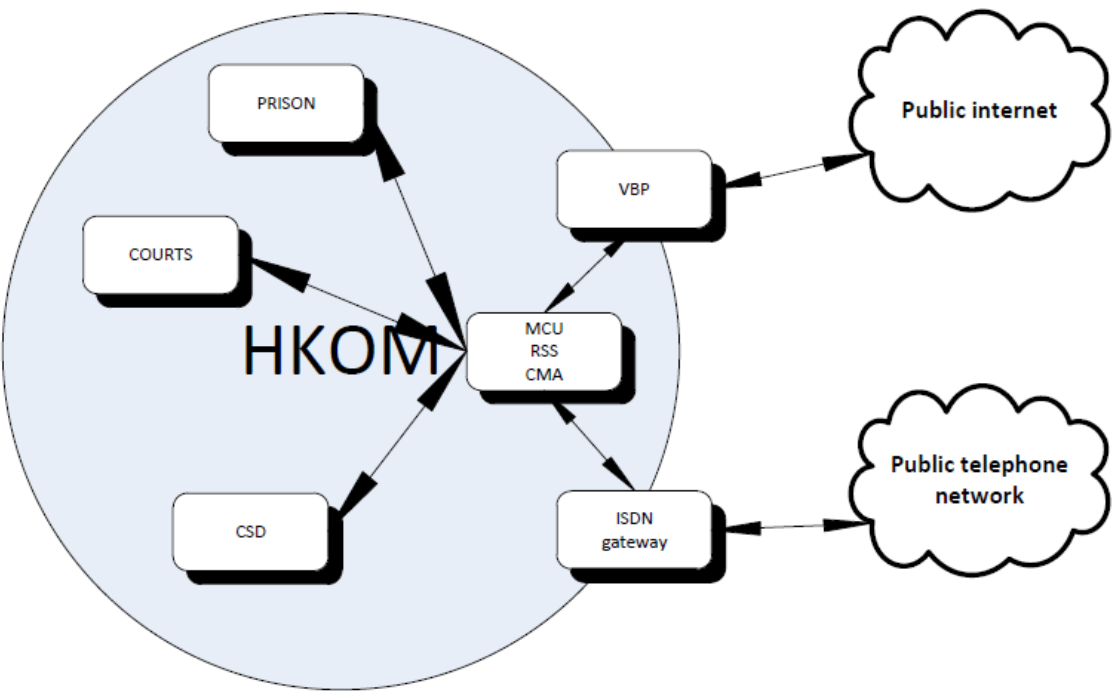 PRISON
Public internet
VBP
COURTS
HKOM
MCU
RSS
CMA
Public telephone
network
CSD
ISDN
gateway